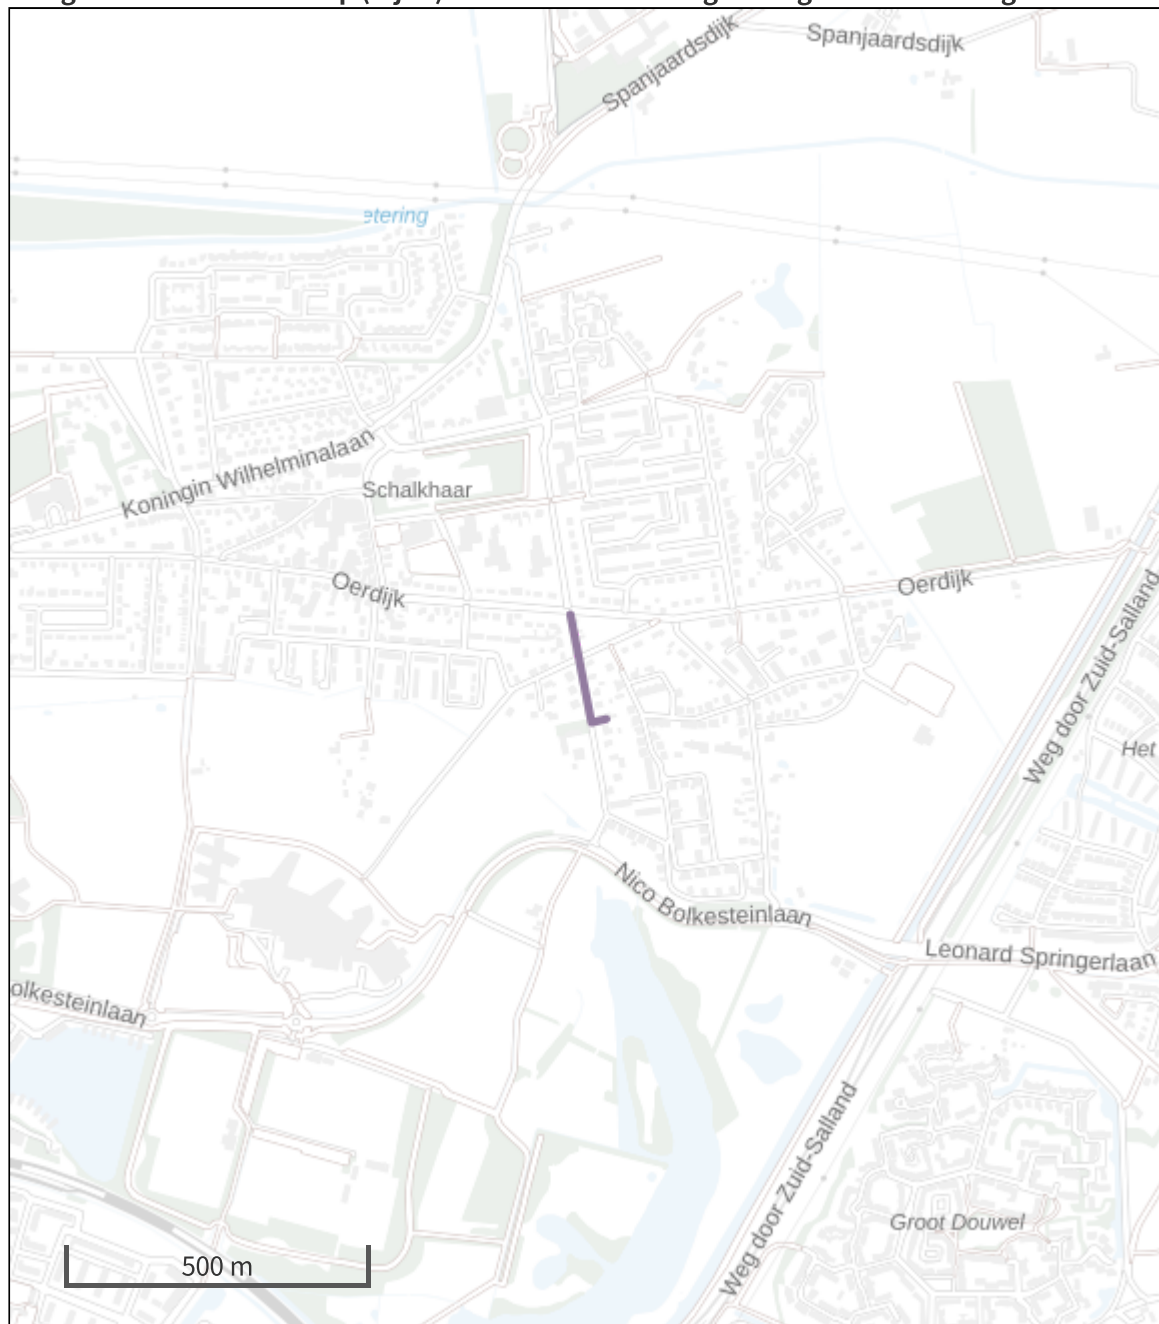 Spanjaardsdijk
Spanjaardsdijk
etering
Koningin Wilhelminalaan
Schalkhaar
Oerdijk
Oerdijk
Weg door Zuid-Salland
Het
Nico Bolkesteinlaan
Leonard Springerlaan
olkesteinlaan
Weg door Zuid-Salland
Groot Douwel
500 m